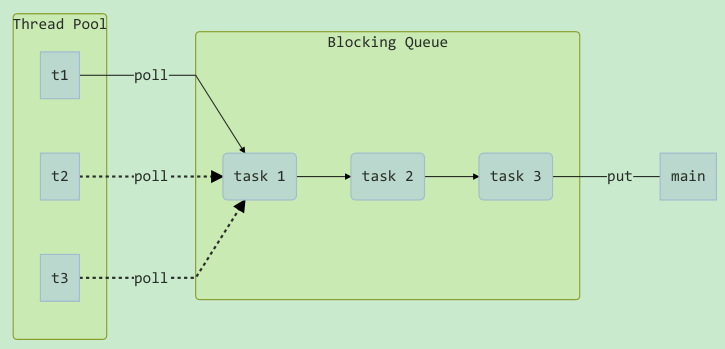 Thread Pool
Blocking Queue
t1
poll
t2
poll
task 1
task 2
task 3
put
main
t3
poll